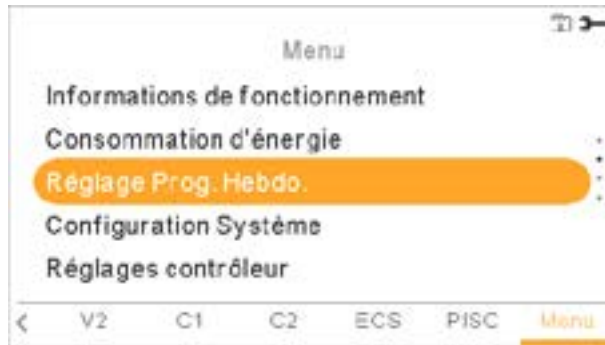 Menu
Informations de fonctionnement
Consommation d'énergie
Réglage Prog. Hebdo.
Configuration Système
Réglages contrôleur
< V2 C1 C2 ECS PISC Menu